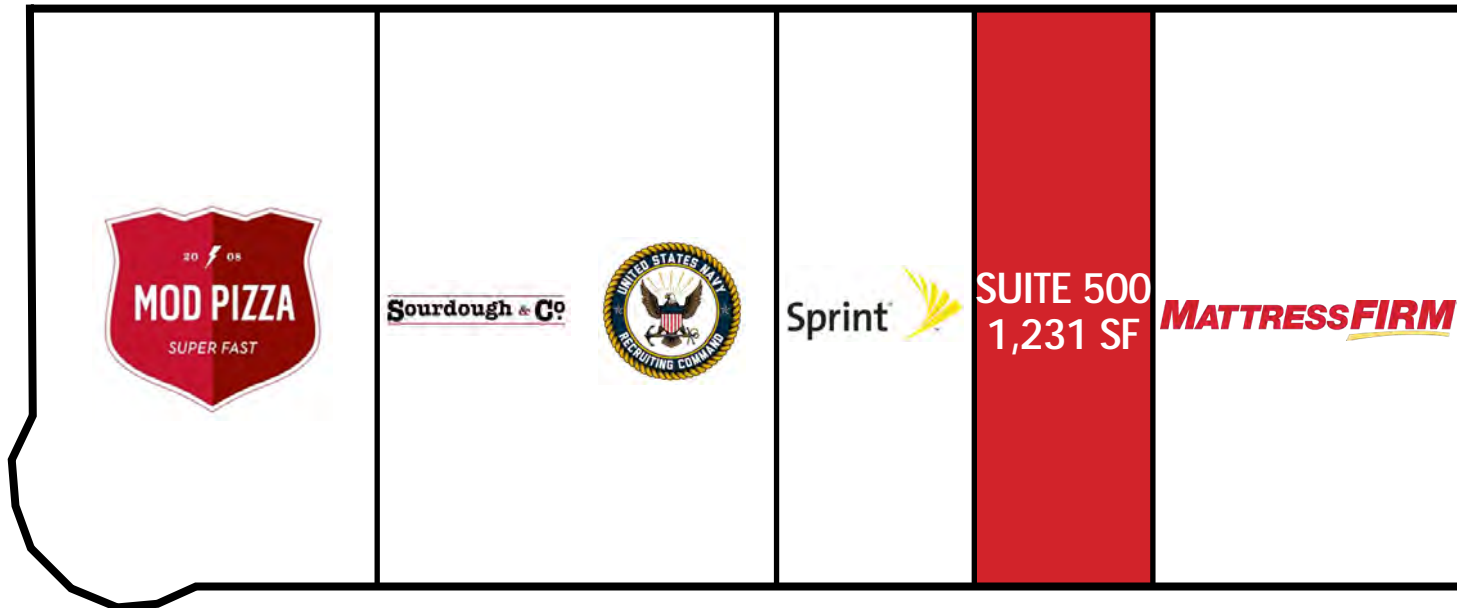 20 08
MOD PIZZA
SUPER FAST
Sourdough & Co.
UNITED STATES NAVY
RECRUITING COMMAND
Sprint
SUITE 500
1,231 SF
MATTRESSFIRM